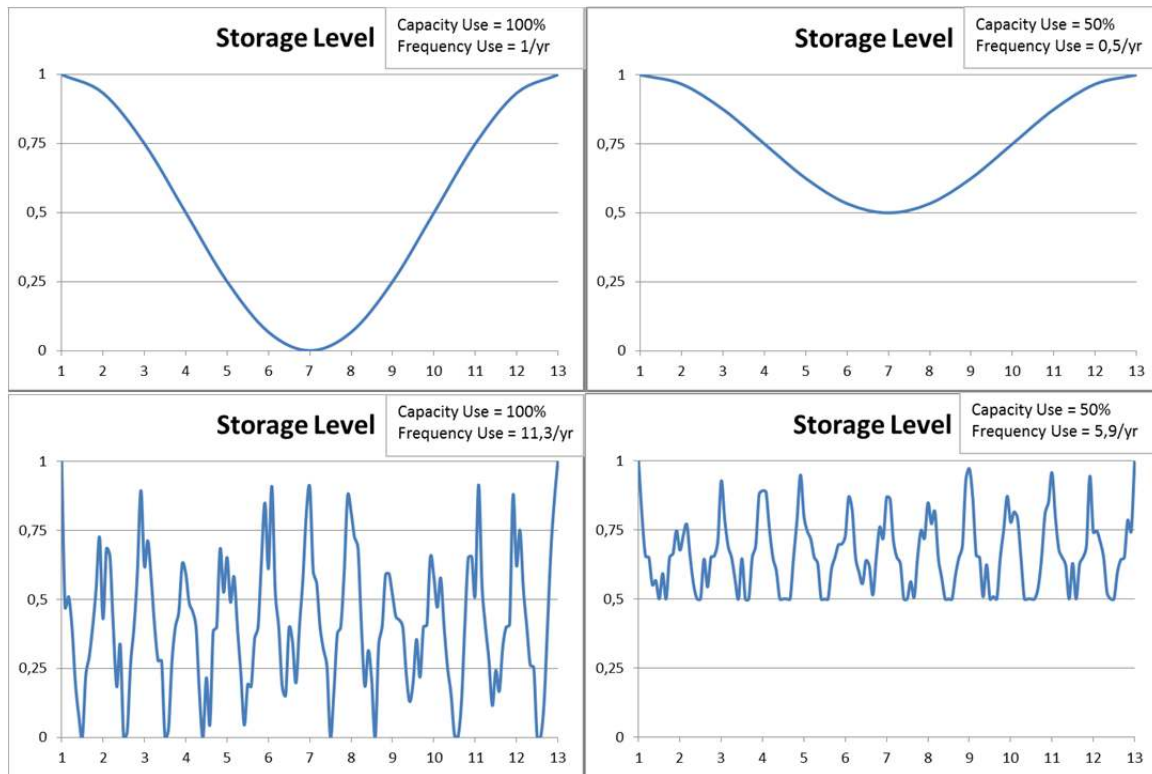 Storage Level
Capacity Use = 100%
Frequency Use = 1/yr
1
0,75
0,5
0,25
0
1 2 3 4 5 6 7 8 9 10 11 12 13
Storage Level
Capacity Use = 50%
Frequency Use = 0,5/yr
1
0,75
0,5
0,25
0
1 2 3 4 5 6 7 8 9 10 11 12 13
Storage Level
Capacity Use = 100%
Frequency Use = 11,3/yr
1
0,75
0,5
0,25
0
1 2 3 4 5 6 7 8 9 10 11 12 13
Storage Level
Capacity Use = 50%
Frequency Use = 5,9/yr
1
0,75
0,5
0,25
0
1 2 3 4 5 6 7 8 9 10 11 12 13